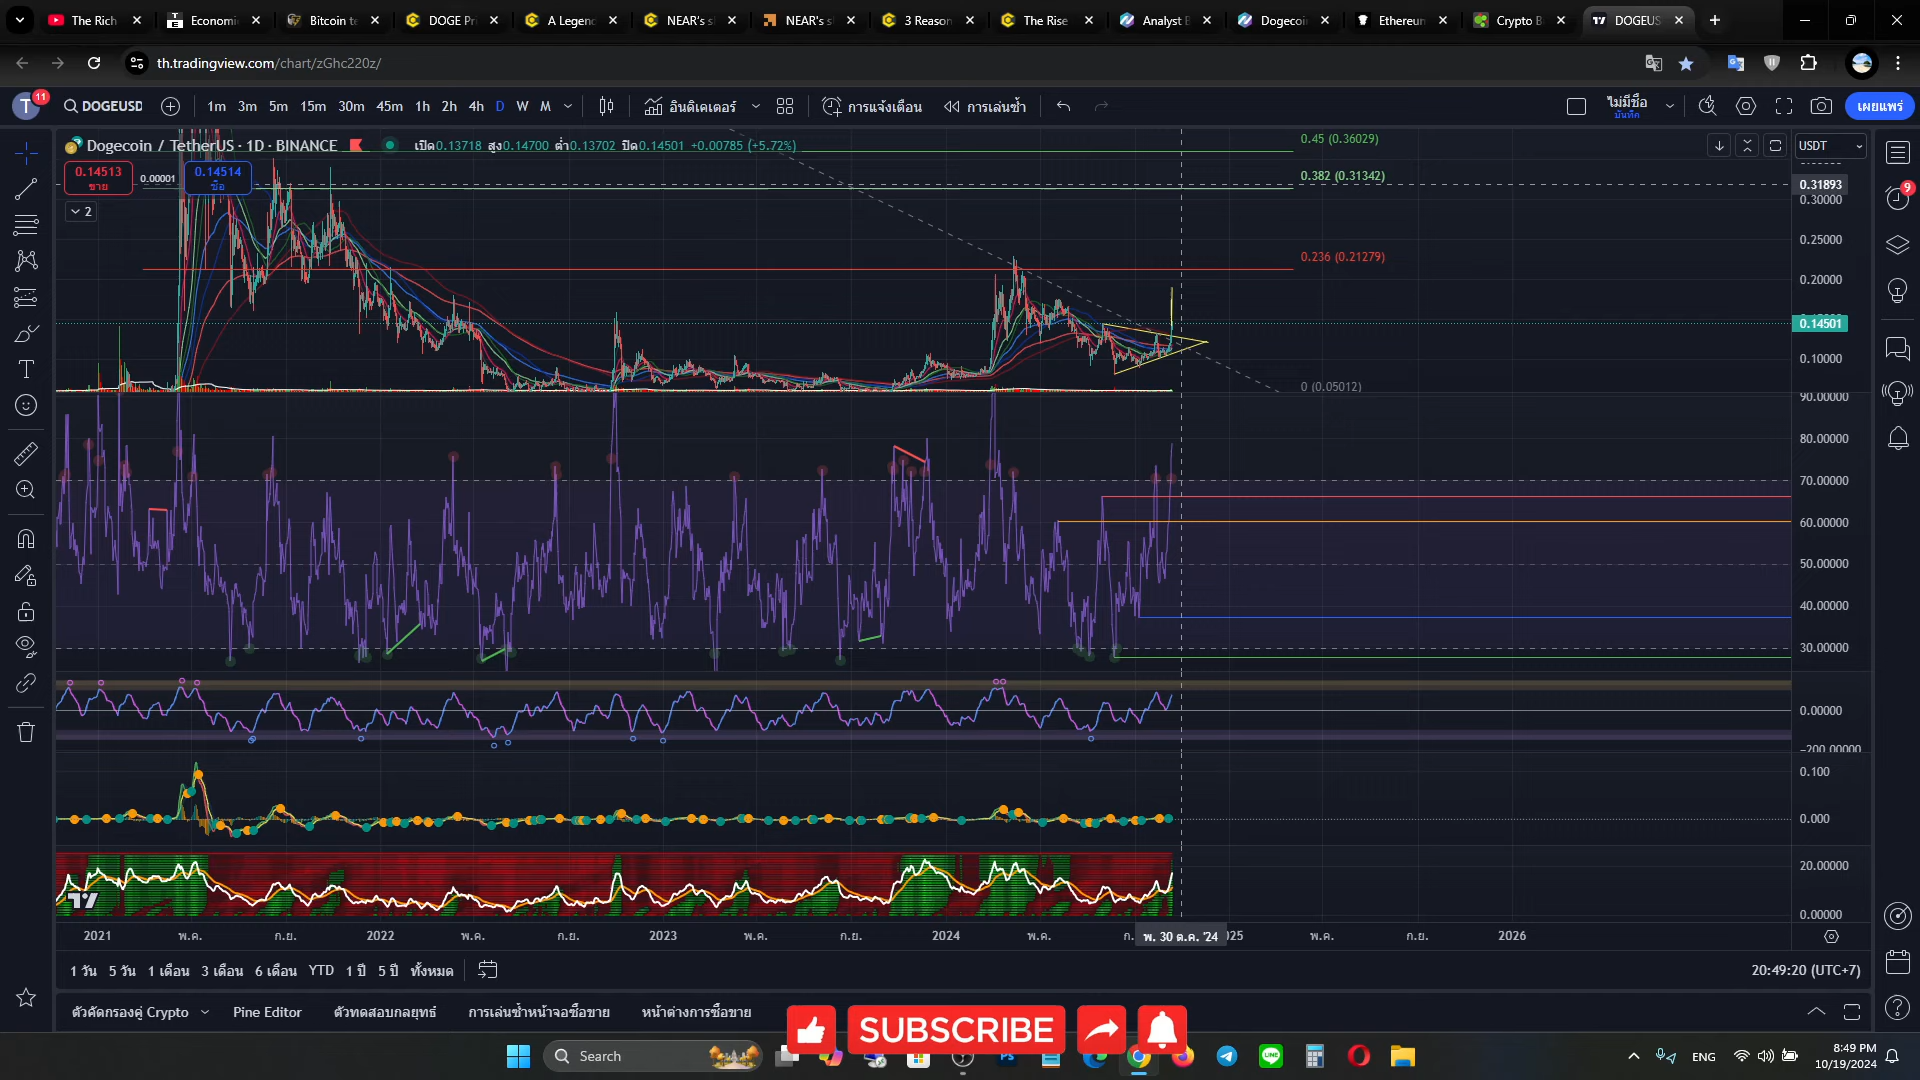 The Rich
Economi
Bitcoin te
DOGE Pri
A Legend
NEAR's s
NEAR's s
3 Reason
The Rise
Analyst B
Dogecoi
Ethereum
Crypto B
DOGEUS
th.tradingview.com/chart/zGhc220z/
T 11 DOGEUSD 1m 3m 5m 15m 30m 45m 1h 2h 4h D W M อินดิเคเตอร์ การแจ้งเตือน การเล่นซ้ำ ไม่มีชื่อ เผยแพร่
บันทึก
Dogecoin / TetherUS · 1D · BINANCE เปิด0.13718 สูง0.14700 ต่ำ0.13702 ปิด0.14501 +0.00785 (+5.72%)
0.45 (0.36029)
USDT
0.14513
ขาย
0.00001
0.14514
ซื้อ
2
0.382 (0.31342)
0.236 (0.21279)
0 (0.05012)
0.31893
0.30000
0.25000
0.20000
0.14501
0.10000
90.00000
80.00000
70.00000
60.00000
50.00000
40.00000
30.00000
0.00000
-200.00000
0.100
0.000
20.00000
0.00000
9
2021 พ.ค. ก.ย. 2022 พ.ค. ก.ย. 2023 พ.ค. ก.ย. 2024 พ.ค. ก. พ. 30 ต.ค. '24 25 พ.ค. ก.ย. 2026
1 วัน 5 วัน 1 เดือน 3 เดือน 6 เดือน YTD 1 ปี 5 ปี ทั้งหมด 20:49:20 (UTC+7)
ตัวคัดกรองคู่ Crypto Pine Editor ตัวทดสอบกลยุทธ์ การเล่นซ้ำหน้าจอซื้อขาย หน้าต่างการซื้อขาย
SUBSCRIBE
Search
Ps
LINE
ENG
8:49 PM
10/19/2024